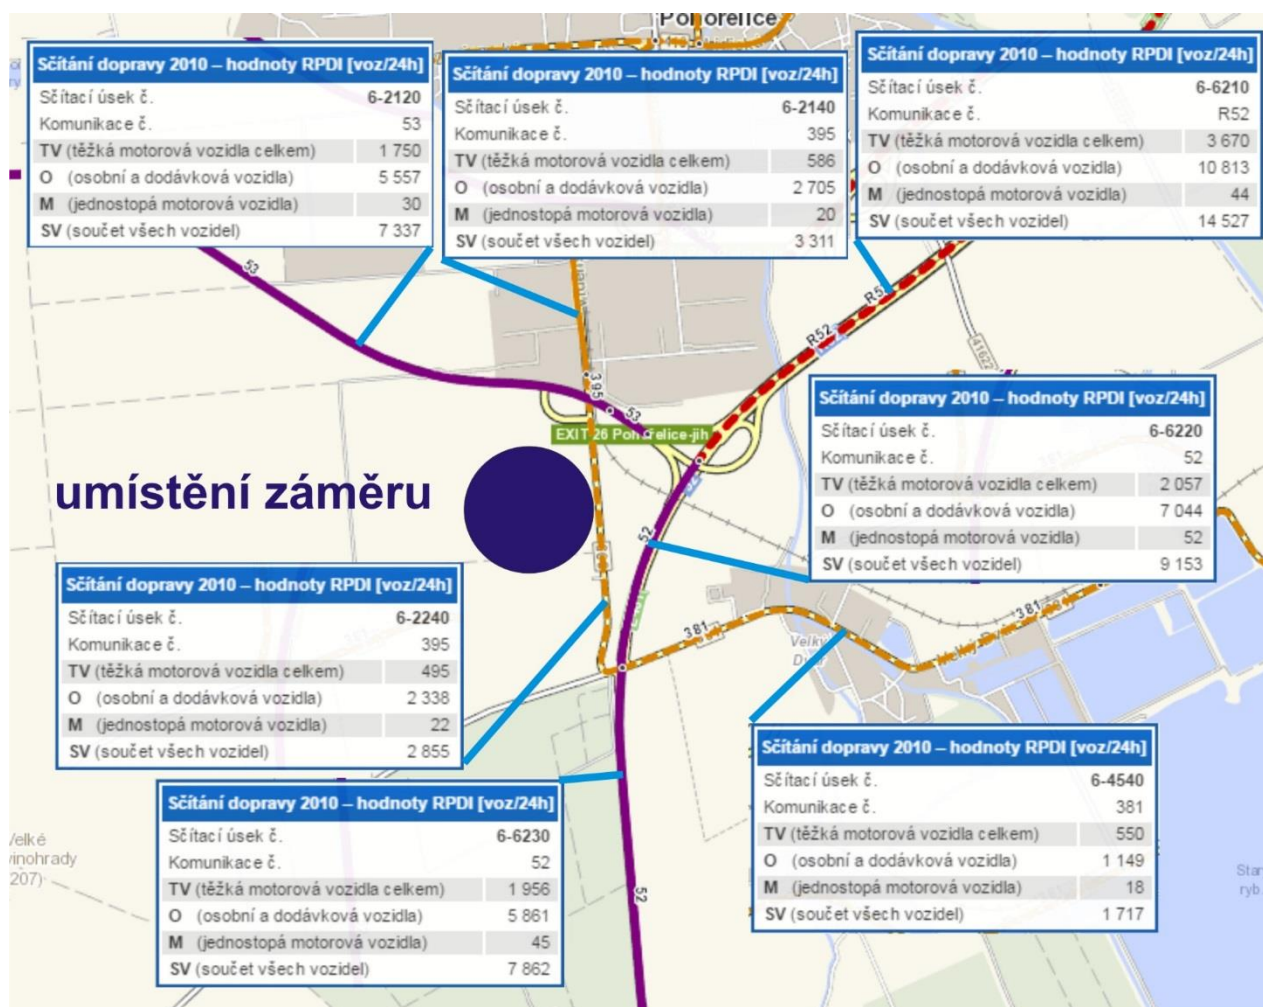 Pohořelice
Sčítání dopravy 2010 – hodnoty RPDI [voz/24h]
Sčítací úsek č. 6-2120
Komunikace č. 53
TV (těžká motorová vozidla celkem) 1 750
O (osobní a dodávková vozidla) 5 557
M (jednostopá motorová vozidla) 30
SV (součet všech vozidel) 7 337
Sčítání dopravy 2010 – hodnoty RPDI [voz/24h]
Sčítací úsek č. 6-2140
Komunikace č. 395
TV (těžká motorová vozidla celkem) 586
O (osobní a dodávková vozidla) 2 705
M (jednostopá motorová vozidla) 20
SV (součet všech vozidel) 3 311
Sčítání dopravy 2010 – hodnoty RPDI [voz/24h]
Sčítací úsek č. 6-6210
Komunikace č. R52
TV (těžká motorová vozidla celkem) 3 670
O (osobní a dodávková vozidla) 10 813
M (jednostopá motorová vozidla) 44
SV (součet všech vozidel) 14 527
53
R52
R52
41622
395
53
EXIT 26 Pohořelice-jih
umístění záměru
52
Sčítání dopravy 2010 – hodnoty RPDI [voz/24h]
Sčítací úsek č. 6-6220
Komunikace č. 52
TV (těžká motorová vozidla celkem) 2 057
O (osobní a dodávková vozidla) 7 044
M (jednostopá motorová vozidla) 52
SV (součet všech vozidel) 9 153
Sčítání dopravy 2010 – hodnoty RPDI [voz/24h]
Sčítací úsek č. 6-2240
Komunikace č. 395
TV (těžká motorová vozidla celkem) 495
O (osobní a dodávková vozidla) 2 338
M (jednostopá motorová vozidla) 22
SV (součet všech vozidel) 2 855
381
381
Velký
Dvůr
Sčítání dopravy 2010 – hodnoty RPDI [voz/24h]
Sčítací úsek č. 6-6230
Komunikace č. 52
TV (těžká motorová vozidla celkem) 1 956
O (osobní a dodávková vozidla) 5 861
M (jednostopá motorová vozidla) 45
SV (součet všech vozidel) 7 862
Sčítání dopravy 2010 – hodnoty RPDI [voz/24h]
Sčítací úsek č. 6-4540
Komunikace č. 381
TV (těžká motorová vozidla celkem) 550
O (osobní a dodávková vozidla) 1 149
M (jednostopá motorová vozidla) 18
SV (součet všech vozidel) 1 717
52
Velké
vinohrady
207)
Star
ryb.